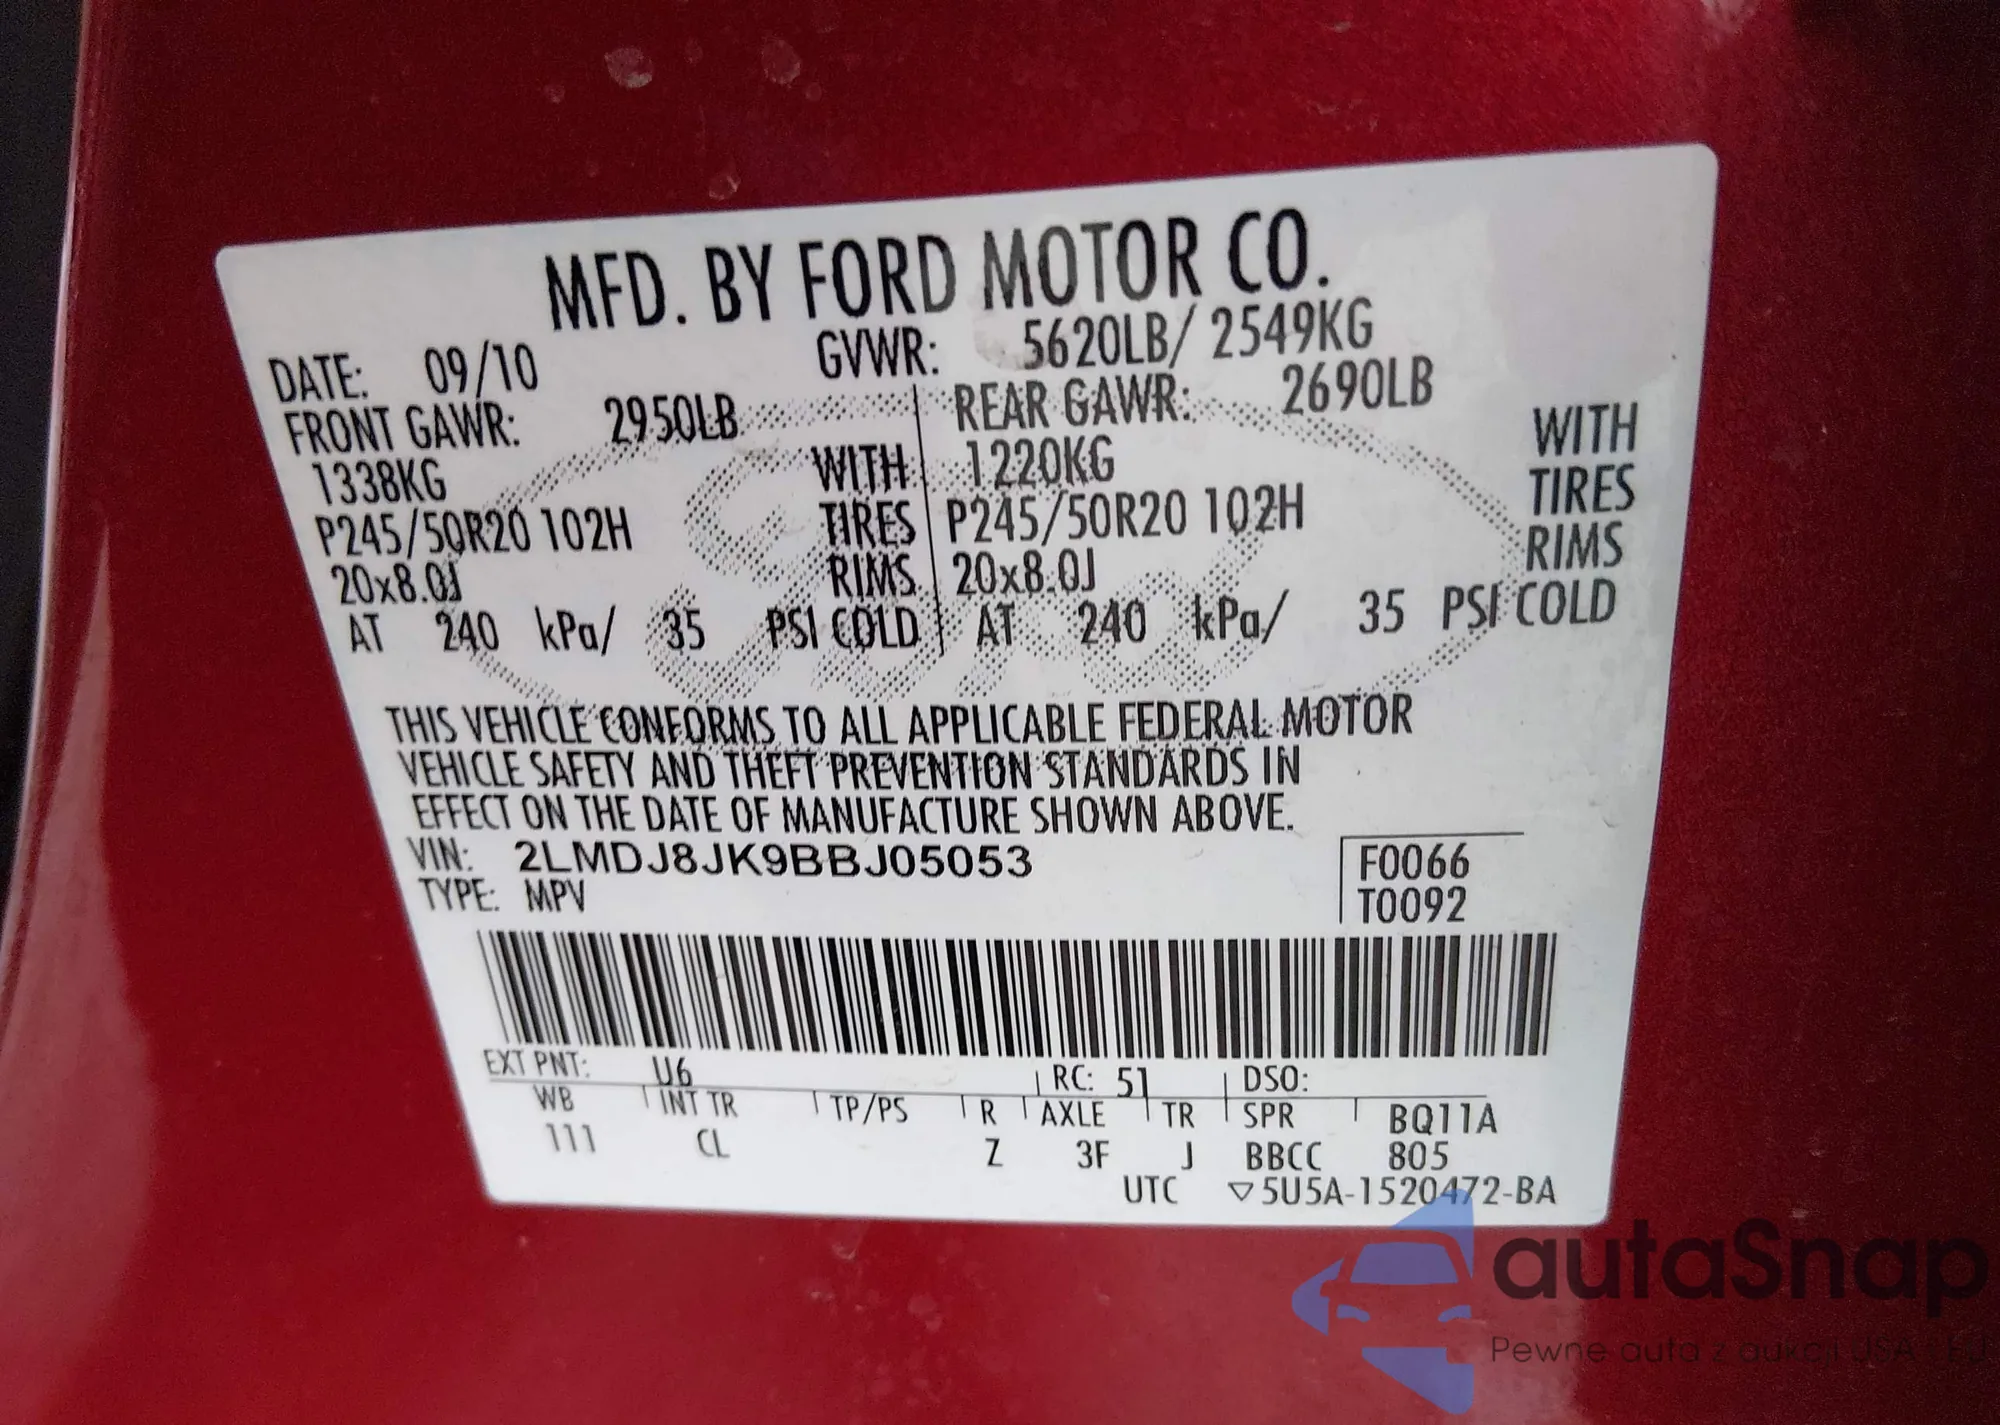 MFD. BY FORD MOTOR CO.
DATE: 09/10 GVWR: 5620LB/ 2549KG
FRONT GAWR: 2950LB REAR GAWR: 2690LB
1338KG WITH 1220KG WITH
P245/50R20 102H TIRES P245/50R20 102H TIRES
20x8.0J RIMS 20x8.0J RIMS
AT 240 kPa/ 35 PSI COLD AT 240 kPa/ 35 PSI COLD
THIS VEHICLE CONFORMS TO ALL APPLICABLE FEDERAL MOTOR
VEHICLE SAFETY AND THEFT PREVENTION STANDARDS IN
EFFECT ON THE DATE OF MANUFACTURE SHOWN ABOVE.
VIN: 2LMDJ8JK9BBJ05053 F0066
TYPE: MPV T0092
EXT PNT: U6 RC: 51 DSO:
WB INT TR TP/PS R AXLE TR SPR BQ11A
111 CL Z 3F J BBCC 805
UTC ▽5U5A-1520472-BA
autaSnap
Pewne auta z aukcji USA i EU